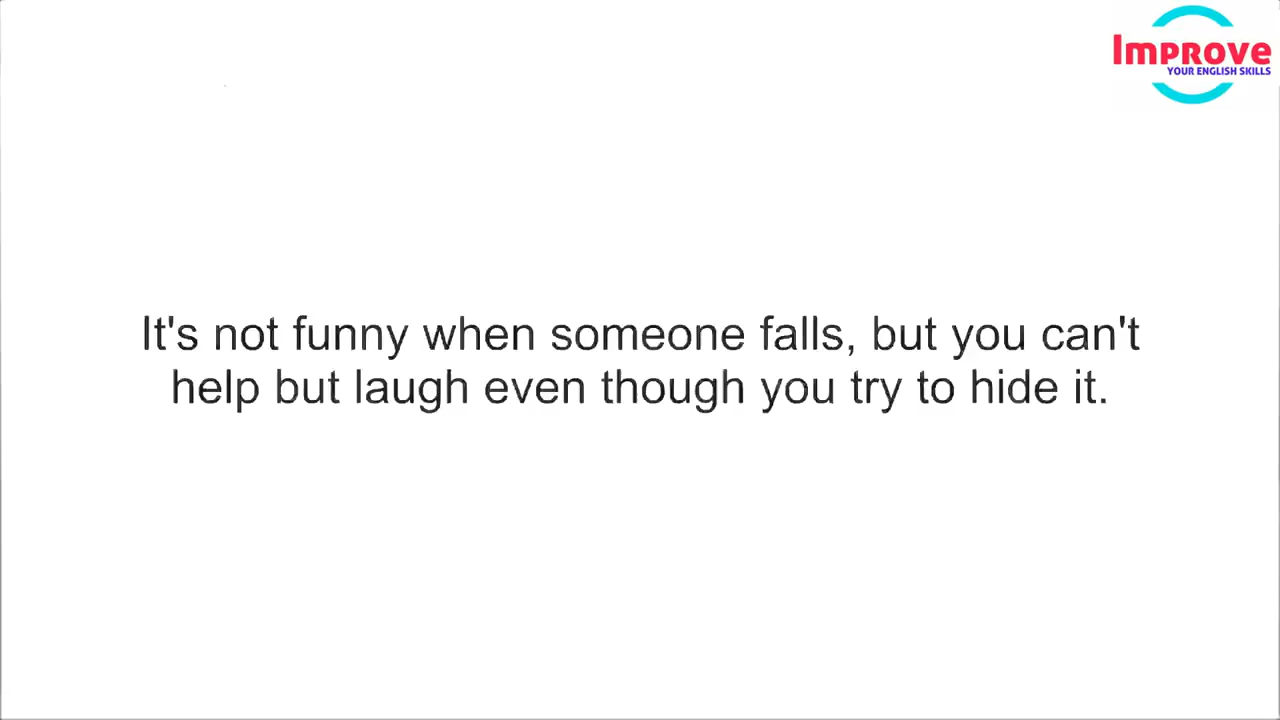 Improve
YOUR ENGLISH SKILLS
It's not funny when someone falls, but you can't
help but laugh even though you try to hide it.